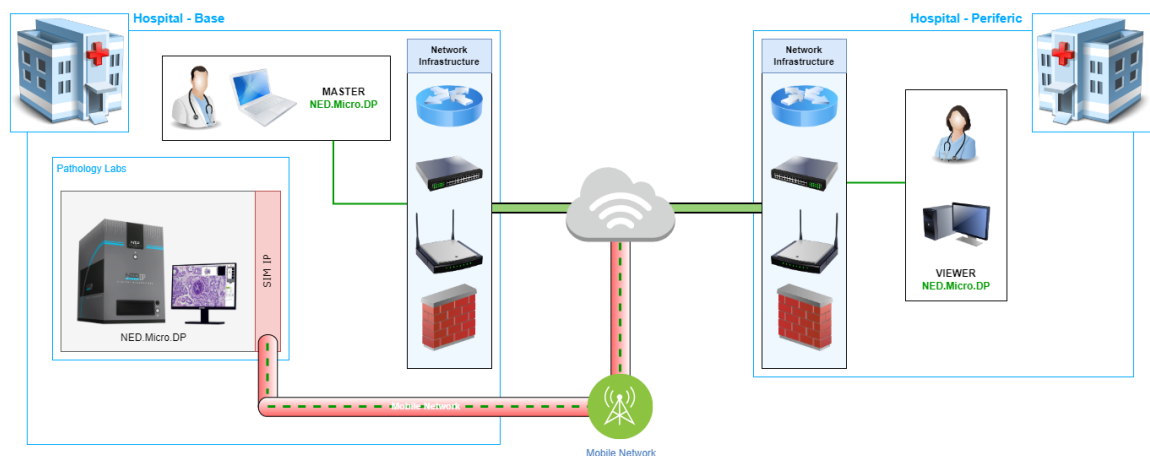 Hospital - Base
Hospital - Periferic
Network
Infrastructure
MASTER
NED.Micro.DP
Network
Infrastructure
Pathology Labs
SIM IP
NED.Micro.DP
VIEWER
NED.Micro.DP
Mobile Network
Mobile Network